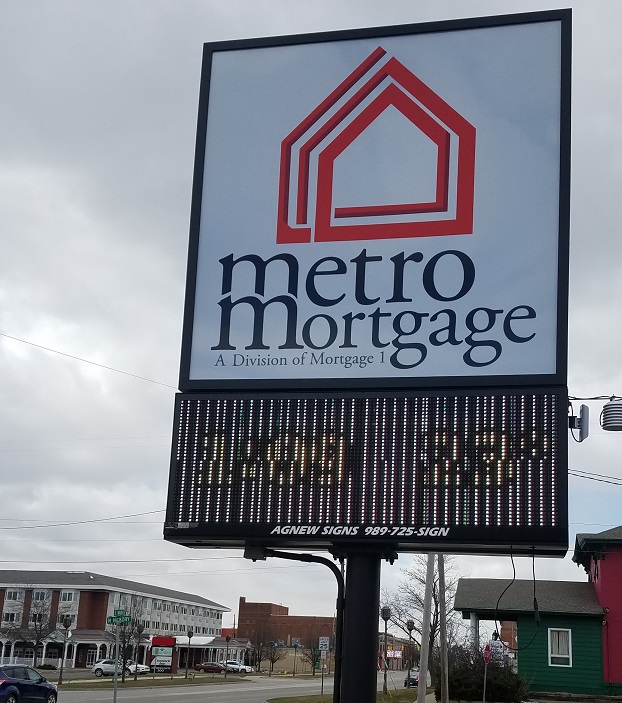 metro
mortgage
A Division of Mortgage 1
AGNEW SIGNS 989-725-SIGN